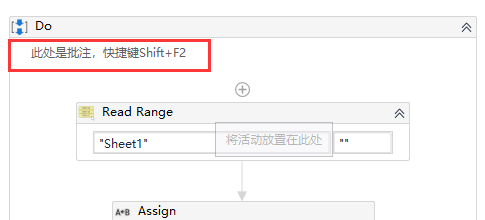 Do
此处是批注，快捷键Shift+F2
Read Range
"Sheet1" 将活动放置在此处 ""
A+B Assign